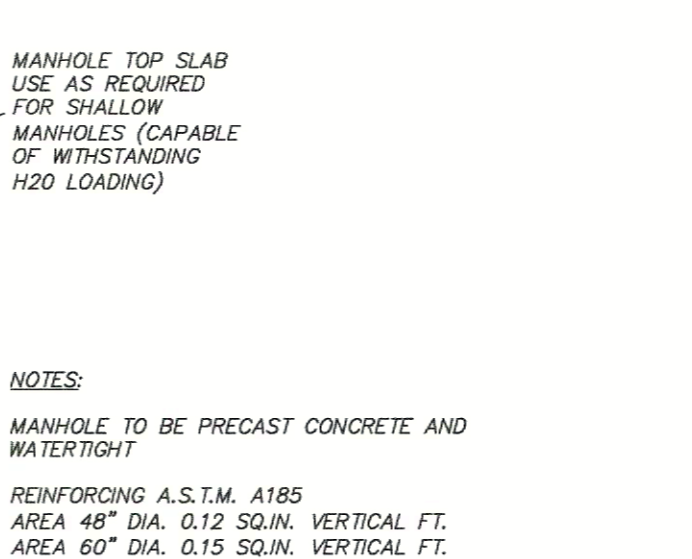 MANHOLE TOP SLAB
USE AS REQUIRED
FOR SHALLOW
MANHOLES (CAPABLE
OF WITHSTANDING
H20 LOADING)
NOTES:
MANHOLE TO BE PRECAST CONCRETE AND
WATERTIGHT
REINFORCING A.S.T.M. A185
AREA 48" DIA. 0.12 SQ.IN. VERTICAL FT.
AREA 60" DIA. 0.15 SQ.IN. VERTICAL FT.